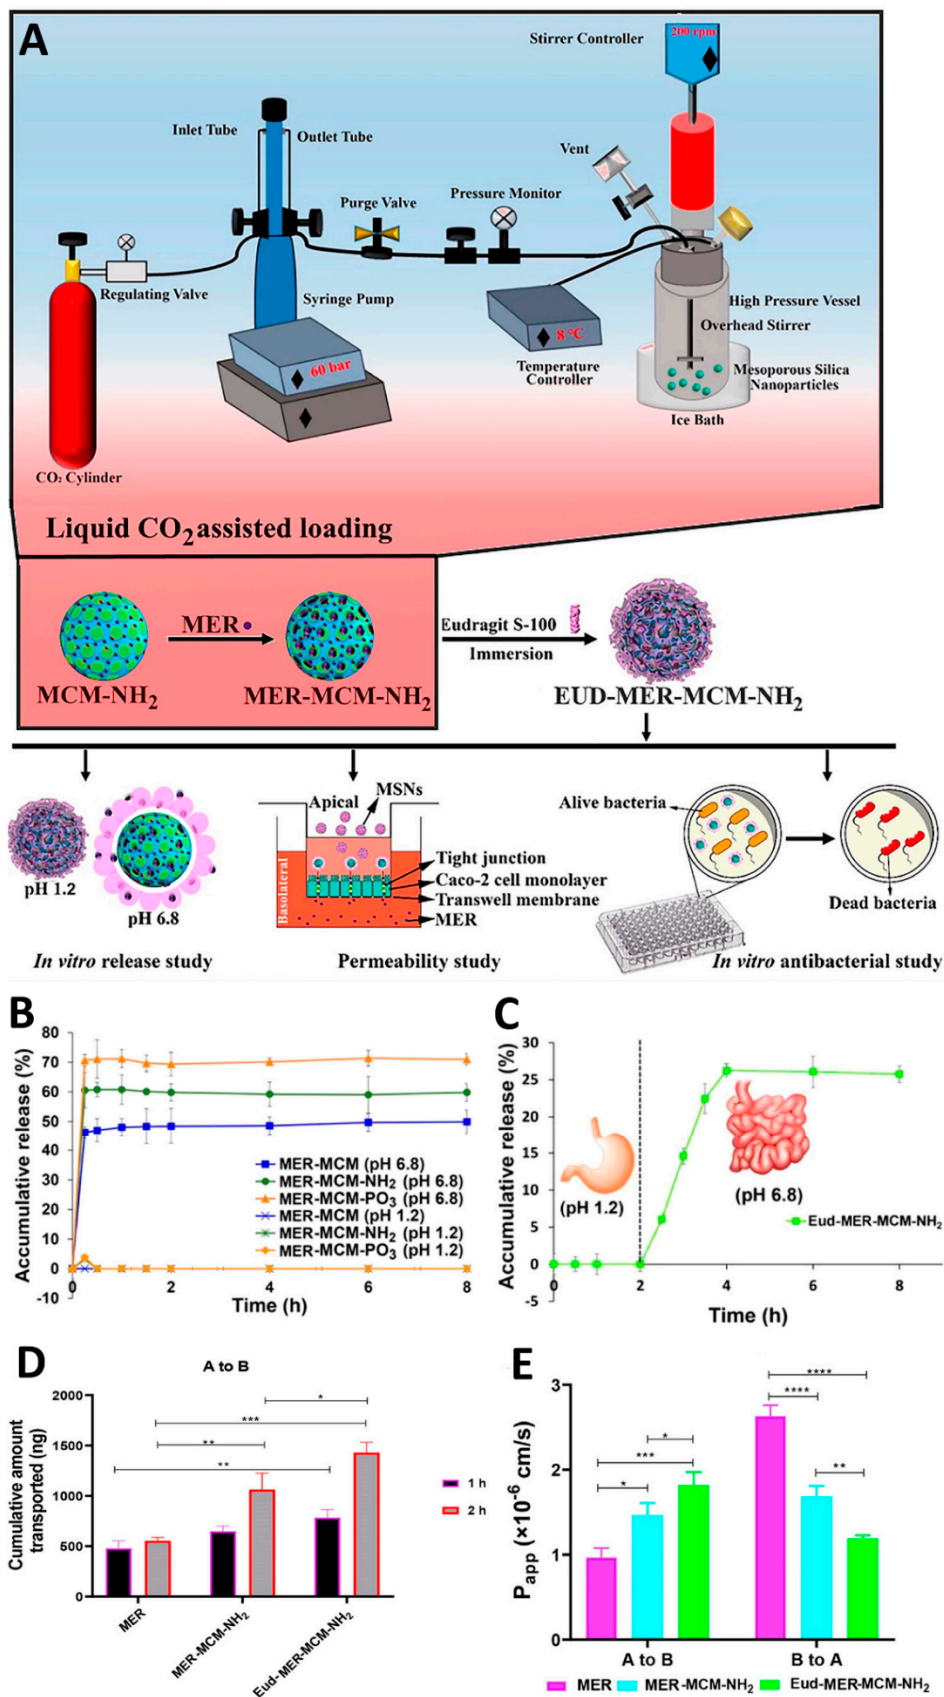 A
Stirrer Controller
200 rpm
Inlet Tube
Outlet Tube
Vent
Purge Valve
Pressure Monitor
Regulating Valve
Syringe Pump
High Pressure Vessel
Overhead Stirrer
8 °C
60 bar
Temperature
Controller
Mesoporous Silica
Nanoparticles
Ice Bath
CO₂ Cylinder
Liquid CO₂ assisted loading
MER
Eudragit S-100
Immersion
MCM-NH₂
MER-MCM-NH₂
EUD-MER-MCM-NH₂
pH 1.2
pH 6.8
In vitro release study
Apical
MSNs
Basolateral
Tight junction
Caco-2 cell monolayer
Transwell membrane
MER
Permeability study
Alive bacteria
Dead bacteria
In vitro antibacterial study
B
Accumulated release (%)
80
70
60
50
40
30
20
10
0
-10
0
2
4
6
8
Time (h)
MER-MCM (pH 6.8)
MER-MCM-NH₂ (pH 6.8)
MER-MCM-PO₃ (pH 6.8)
MER-MCM (pH 1.2)
MER-MCM-NH₂ (pH 1.2)
MER-MCM-PO₃ (pH 1.2)
C
Accumulative release (%)
30
25
20
15
10
5
0
-5
0
2
4
6
8
Time (h)
(pH 1.2)
(pH 6.8)
Eud-MER-MCM-NH₂
D
A to B
Cumulative amount
transported (ng)
2000
1500
1000
500
0
*
***
**
**
1 h
2 h
MER
MER-MCM-NH₂
Eud-MER-MCM-NH₂
E
Papp (×10⁻⁶ cm/s)
3
2
1
0
*
***
*
****
****
**
A to B
B to A
MER
MER-MCM-NH₂
Eud-MER-MCM-NH₂